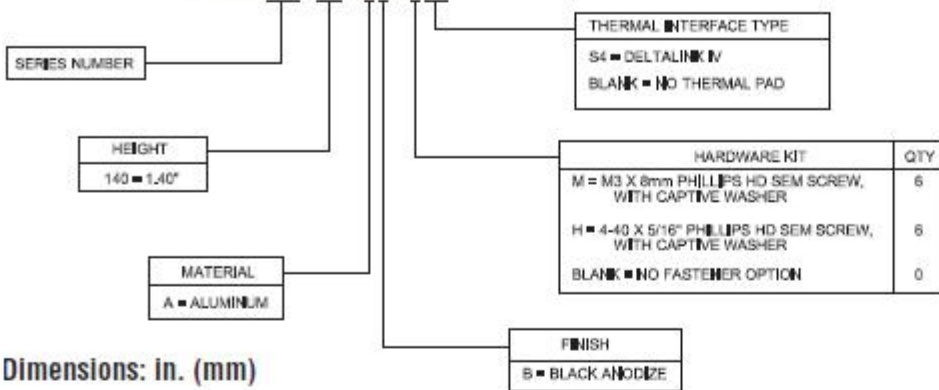 THERMAL INTERFACE TYPE
S4 = DELTALINK IV
BLANK = NO THERMAL PAD
SERIES NUMBER
HEIGHT
140 = 1.40"
HARDWARE KIT QTY
M = M3 X 8mm PHILLIPS HD SEM SCREW, 6
WITH CAPTIVE WASHER
H = 4-40 X 5/16" PHILLIPS HD SEM SCREW, 6
WITH CAPTIVE WASHER
BLANK = NO FASTENER OPTION 0
MATERIAL
A = ALUMINUM
FINISH
B = BLACK ANODIZE
Dimensions: in. (mm)